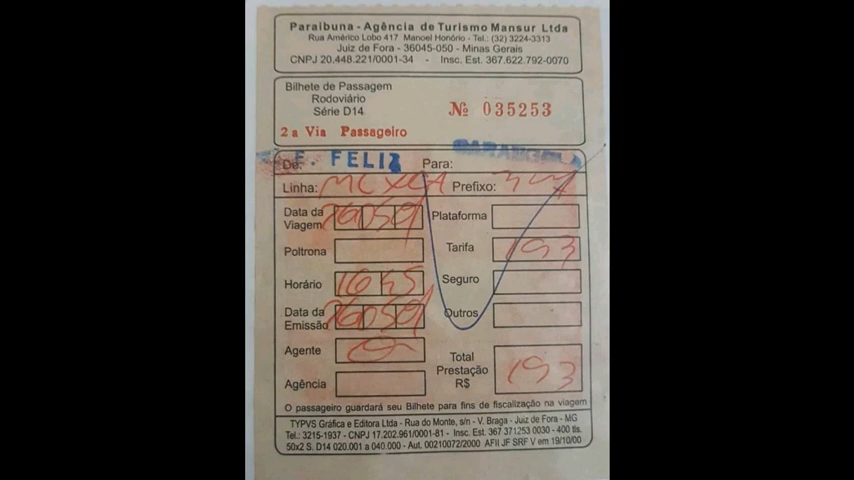 Paraibuna - Agência de Turismo Mansur Ltda
Rua Américo Lobo 417 Manoel Honório - Tel.: (32) 3224-3313
Juiz de Fora - 36045-050 - Minas Gerais
CNPJ 20.448.221/0001-34 - Insc. Est. 367.622.792-0070
Bilhete de Passagem
Rodoviário
Série D14
Nº 035253
2a Via Passageiro
De: F. FELIZ Para: CARANGOLA
Linha: Prefixo:
Data da Viagem Plataforma
Poltrona Tarifa 193
Horário 1645 Seguro
Data da Emissão Outros
Agente
Agência
Total Prestação R$ 193
O passageiro guardará seu Bilhete para fins de fiscalização na viagem
TYPVS Gráfica e Editora Ltda - Rua do Monte, s/n - V. Braga - Juiz de Fora - MG
Tel.: 3215-1937 - CNPJ 17.202.961/0001-81 - Insc. Est. 367 371253 0030 - 400 tls.
50x2 S. D14 020.001 a 040.000 - Aut. 00210072/2000 AFII JF SRF V em 19/10/00